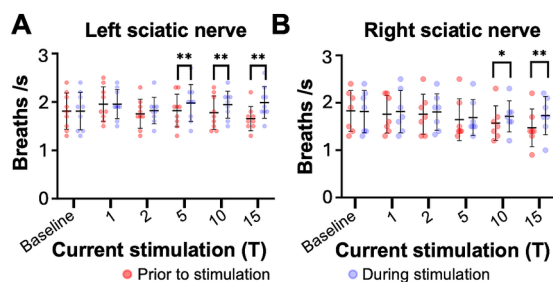 A Left sciatic nerve
Breaths /s
3
2
1
0
** ** **
Baseline 1 2 5 10 15
Current stimulation (T)
B Right sciatic nerve
Breaths /s
3
2
1
0
* **
Baseline 1 2 5 10 15
Current stimulation (T)
Prior to stimulation During stimulation